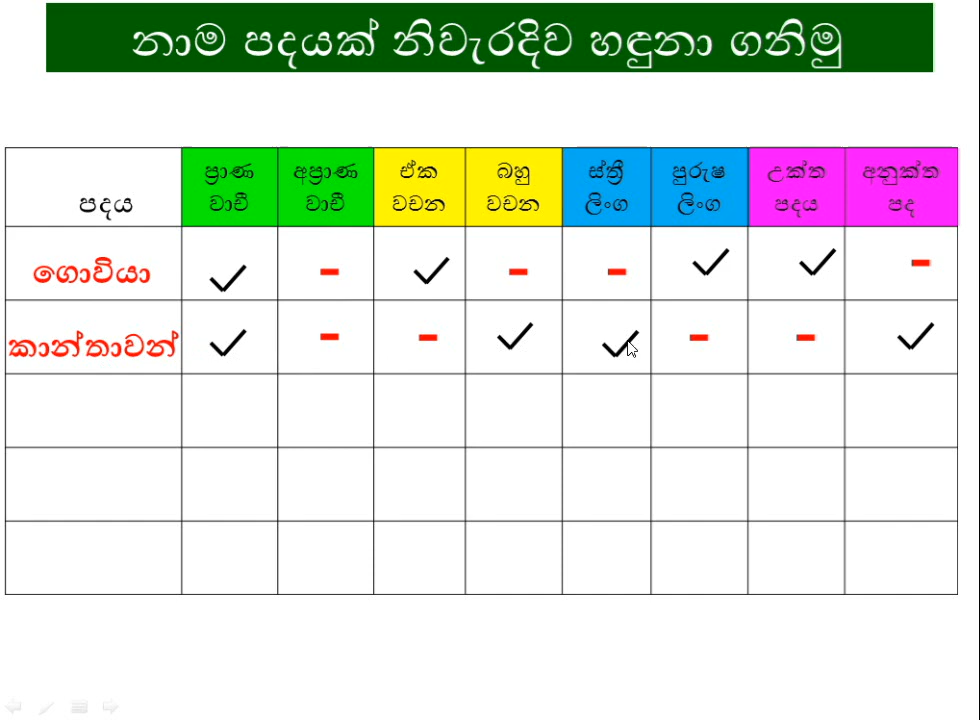 නාම පදයක් නිවැරදිව හඳුනා ගනිමු
පදය
ප්‍රාණ වාචී
අප්‍රාණ වාචී
ඒක වචන
බහු වචන
ස්ත්‍රී ලිංග
පුරුෂ ලිංග
උක්ත පදය
අනුක්ත පද
ගොවියා ✓ - ✓ - - ✓ ✓ -
කාන්තාවන් ✓ - - ✓ ✓ - - ✓